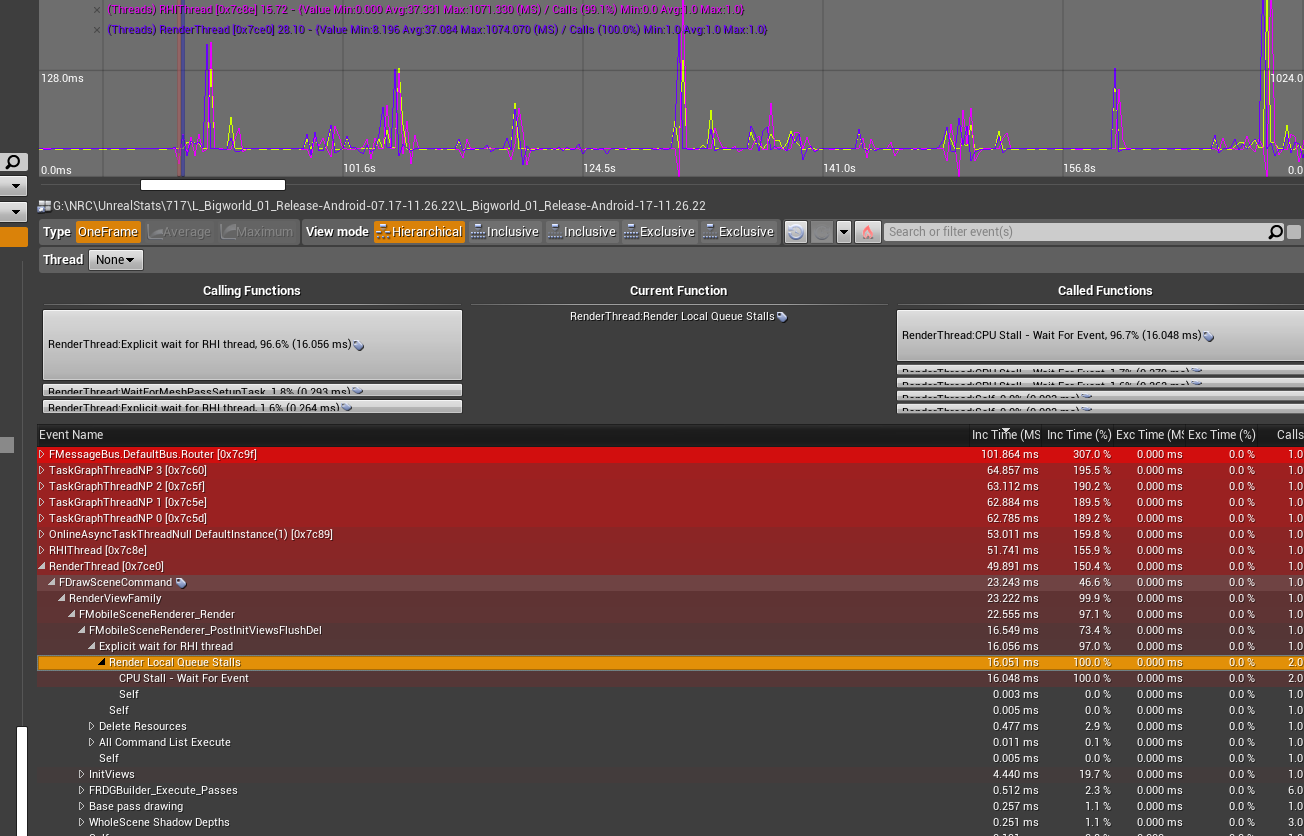 × (Threads) RHIThread [0x7c8e] 15.72 - {Value Min:0.000 Avg:37.331 Max:1071.330 (MS) / Calls (99.1%) Min:0.0 Avg:1.0 Max:1.0}
× (Threads) RenderThread [0x7ce0] 28.10 - {Value Min:8.196 Avg:37.084 Max:1074.070 (MS) / Calls (100.0%) Min:1.0 Avg:1.0 Max:1.0}
128.0ms 1024.0
0.0ms 101.6s 124.5s 141.0s 156.8s 0.0
G:\NRC\UnrealStats\717\L_Bigworld_01_Release-Android-07.17-11.26.22\L_Bigworld_01_Release-Android-17-11.26.22
Type OneFrame Average Maximum View mode Hierarchical Inclusive Inclusive Exclusive Exclusive Search or filter event(s)
Thread None
Calling Functions Current Function Called Functions
RenderThread:Render Local Queue Stalls
RenderThread:Explicit wait for RHI thread, 96.6% (16.056 ms) RenderThread:CPU Stall - Wait For Event, 96.7% (16.048 ms)
RenderThread:WaitForMeshPassSetupTask, 1.8% (0.293 ms)
RenderThread:Explicit wait for RHI thread, 1.6% (0.264 ms)
Event Name Inc Time (MS Inc Time (%) Exc Time (MS Exc Time (%) Calls
FMessageBus.DefaultBus.Router [0x7c9f] 101.864 ms 307.0 % 0.000 ms 0.0 % 1.0
TaskGraphThreadNP 3 [0x7c60] 64.857 ms 195.5 % 0.000 ms 0.0 % 1.0
TaskGraphThreadNP 2 [0x7c5f] 63.112 ms 190.2 % 0.000 ms 0.0 % 1.0
TaskGraphThreadNP 1 [0x7c5e] 62.884 ms 189.5 % 0.000 ms 0.0 % 1.0
TaskGraphThreadNP 0 [0x7c5d] 62.785 ms 189.2 % 0.000 ms 0.0 % 1.0
OnlineAsyncTaskThreadNull DefaultInstance(1) [0x7c89] 53.011 ms 159.8 % 0.000 ms 0.0 % 1.0
RHIThread [0x7c8e] 51.741 ms 155.9 % 0.000 ms 0.0 % 1.0
RenderThread [0x7ce0] 49.891 ms 150.4 % 0.000 ms 0.0 % 1.0
FDrawSceneCommand 23.243 ms 46.6 % 0.000 ms 0.0 % 1.0
RenderViewFamily 23.222 ms 99.9 % 0.000 ms 0.0 % 1.0
FMobileSceneRenderer_Render 22.555 ms 97.1 % 0.000 ms 0.0 % 1.0
FMobileSceneRenderer_PostInitViewsFlushDel 16.549 ms 73.4 % 0.000 ms 0.0 % 1.0
Explicit wait for RHI thread 16.056 ms 97.0 % 0.000 ms 0.0 % 1.0
Render Local Queue Stalls 16.051 ms 100.0 % 0.000 ms 0.0 % 2.0
CPU Stall - Wait For Event 16.048 ms 100.0 % 0.000 ms 0.0 % 2.0
Self 0.003 ms 0.0 % 0.000 ms 0.0 % 1.0
Self 0.005 ms 0.0 % 0.000 ms 0.0 % 1.0
Delete Resources 0.477 ms 2.9 % 0.000 ms 0.0 % 1.0
All Command List Execute 0.011 ms 0.1 % 0.000 ms 0.0 % 1.0
Self 0.005 ms 0.0 % 0.000 ms 0.0 % 1.0
InitViews 4.440 ms 19.7 % 0.000 ms 0.0 % 1.0
FRDGBuilder_Execute_Passes 0.512 ms 2.3 % 0.000 ms 0.0 % 6.0
Base pass drawing 0.257 ms 1.1 % 0.000 ms 0.0 % 1.0
WholeScene Shadow Depths 0.251 ms 1.1 % 0.000 ms 0.0 % 3.0